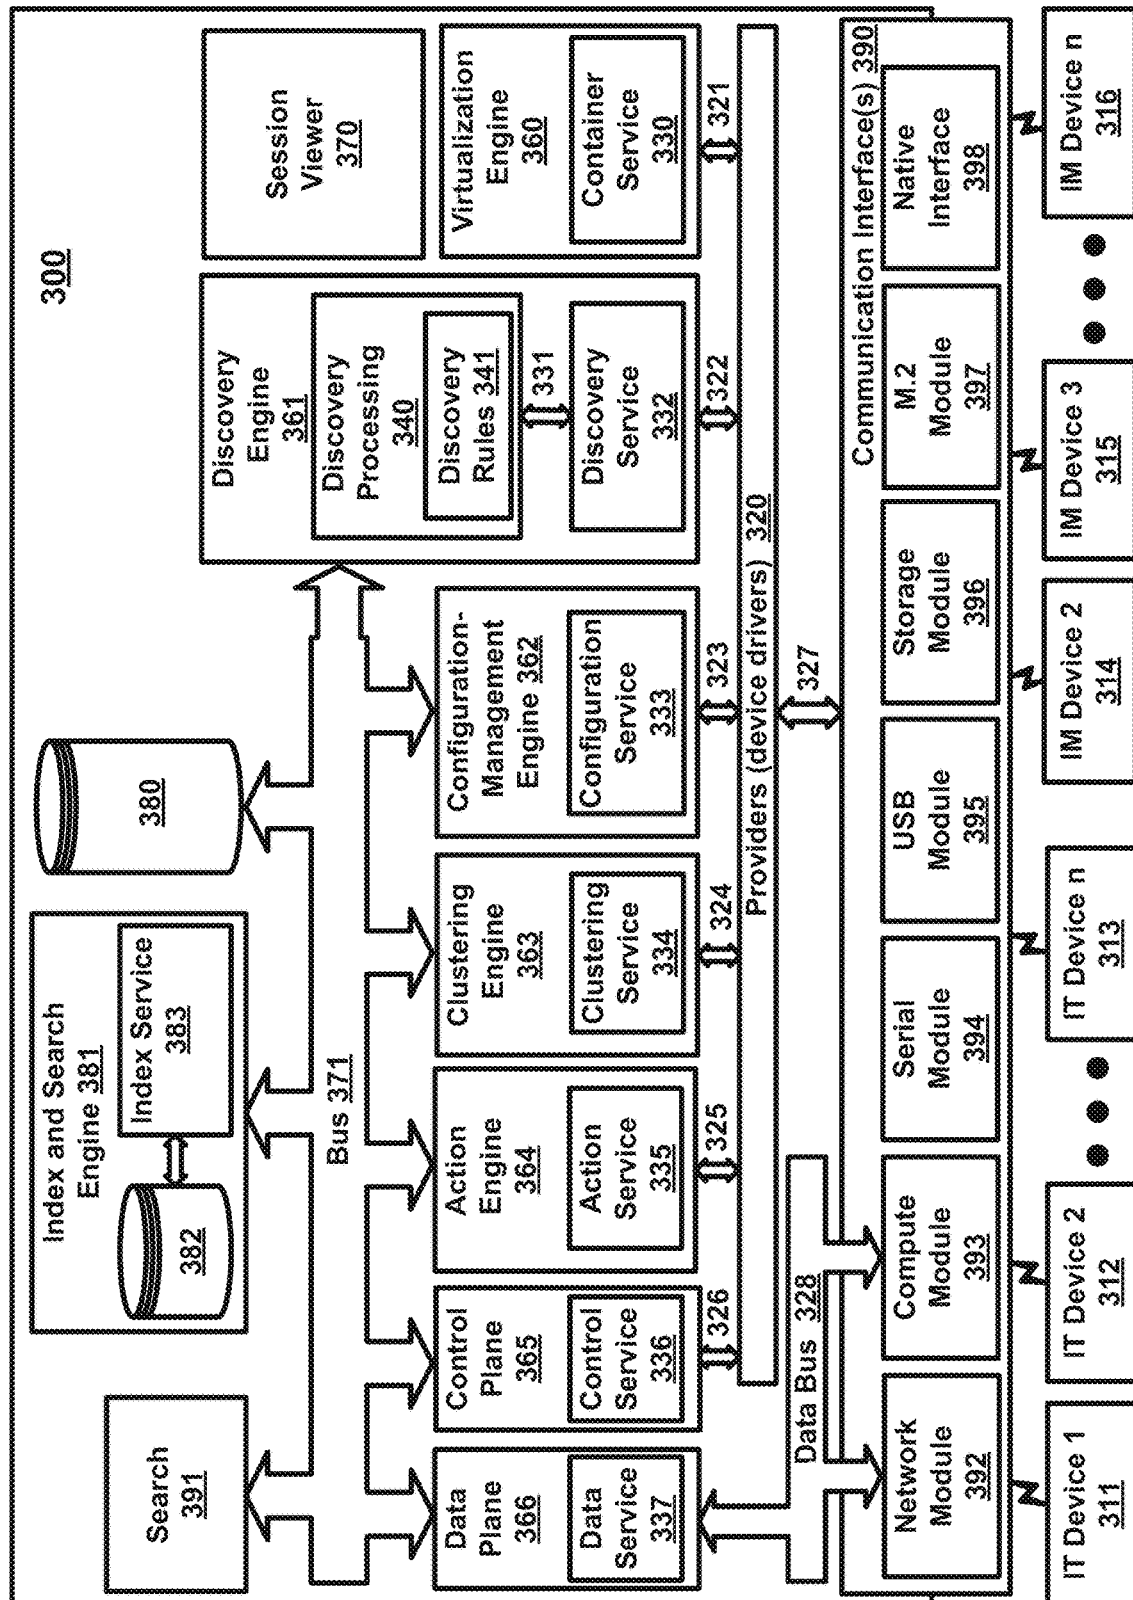 300
Search
391
Index and Search
Engine 381
Index Service
383
382
380
Session
Viewer
370
Bus 371
Data
Plane
366
Data
Service
337
Control
Plane
365
Control
Service
336
Action
Engine
364
Action
Service
335
Clustering
Engine
363
Clustering
Service
334
Configuration-
Management
Engine 362
Configuration
Service
333
Discovery
Engine
361
Discovery
Processing
340
Discovery
Rules 341
331
Discovery
Service
332
Virtualization
Engine
360
Container
Service
330
326
325
324
323
322
321
Providers (device drivers) 320
Data Bus 328
327
Communication Interface(s) 390
Network
Module
392
Compute
Module
393
Serial
Module
394
USB
Module
395
Storage
Module
396
M.2
Module
397
Native
Interface
398
IT Device 1
311
IT Device 2
312
IT Device n
313
IM Device 2
314
IM Device 3
315
IM Device n
316